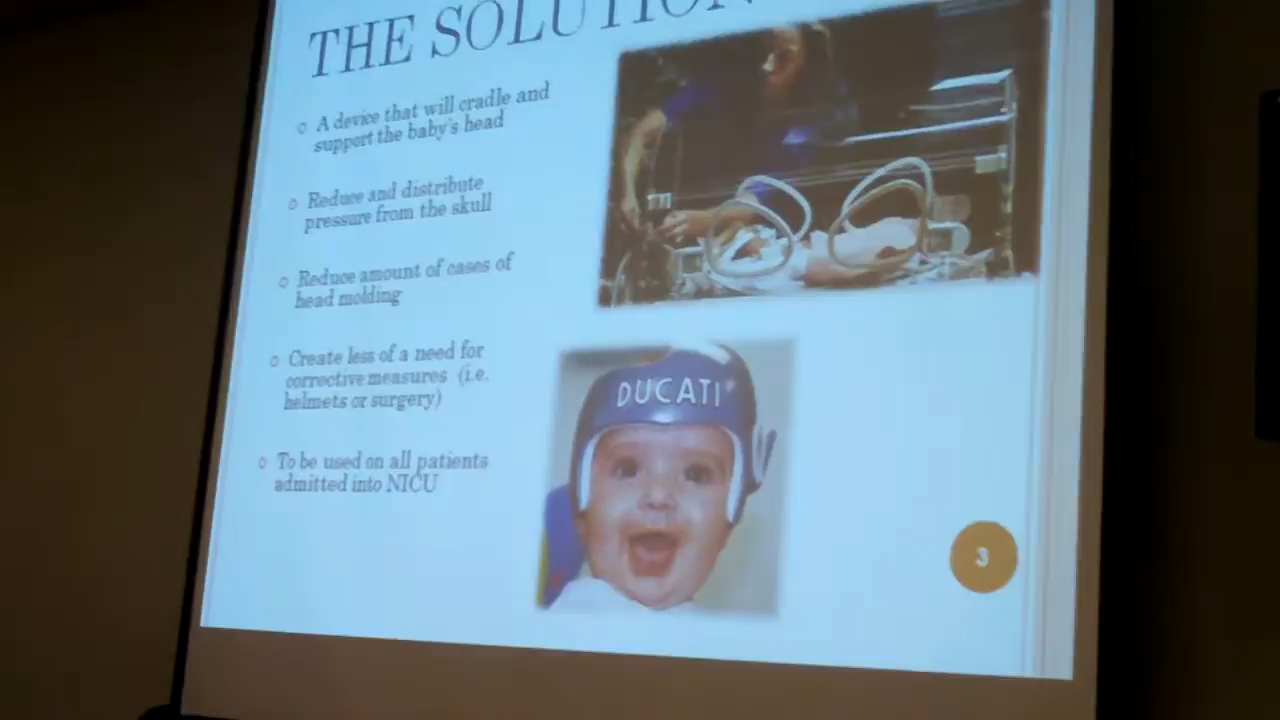 THE SOLUTION
A device that will cradle and
support the baby's head
Reduce and distribute
pressure from the skull
Reduce amount of cases of
head molding
Create less of a need for
corrective measures (i.e.
helmets or surgery)
To be used on all patients
admitted into NICU
DUCATI
3